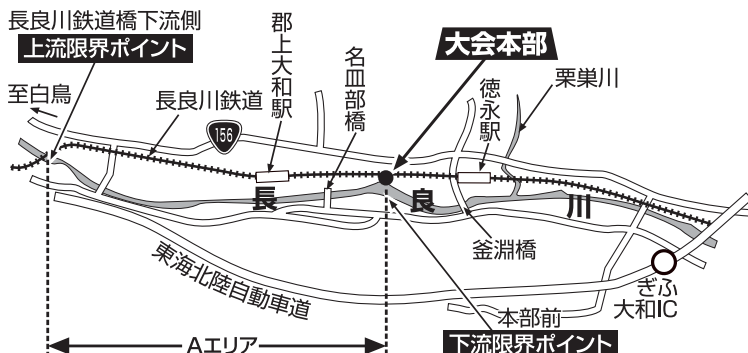 長良川鉄道橋下流側
上流限界ポイント
至白鳥
長良川鉄道
156
郡上大和駅
名皿部橋
大会本部
徳永駅
栗巣川
長
良
川
釜淵橋
東海北陸自動車道
ぎふ
大和IC
本部前
下流限界ポイント
Aエリア